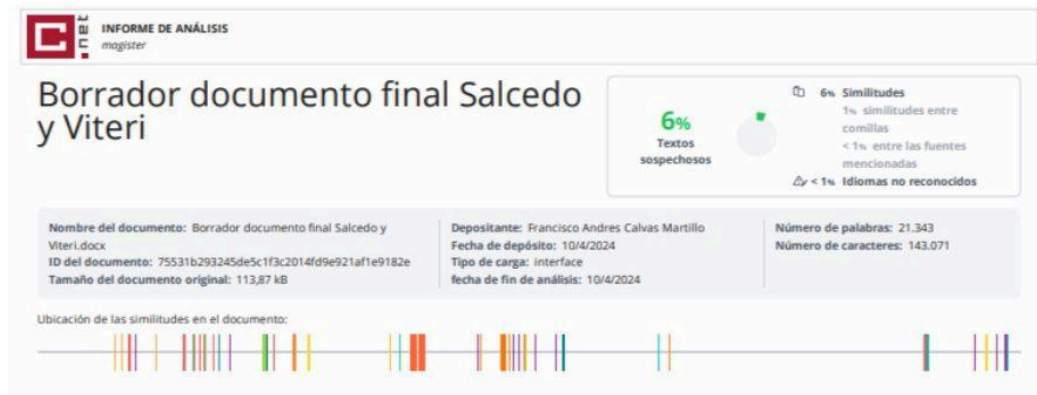 C .net
INFORME DE ANÁLISIS
magister
Borrador documento final Salcedo
y Viteri
6%
Textos
sospechosos
6% Similitudes
1% similitudes entre
comillas
< 1% entre las fuentes
mencionadas
< 1% Idiomas no reconocidos
Nombre del documento: Borrador documento final Salcedo y
Viteri.docx
ID del documento: 75531b293245de5c1f3c2014fd9e921af1e9182e
Tamaño del documento original: 113,87 kB
Depositante: Francisco Andres Calvas Martillo
Fecha de depósito: 10/4/2024
Tipo de carga: interface
fecha de fin de análisis: 10/4/2024
Número de palabras: 21.343
Número de caracteres: 143.071
Ubicación de las similitudes en el documento: